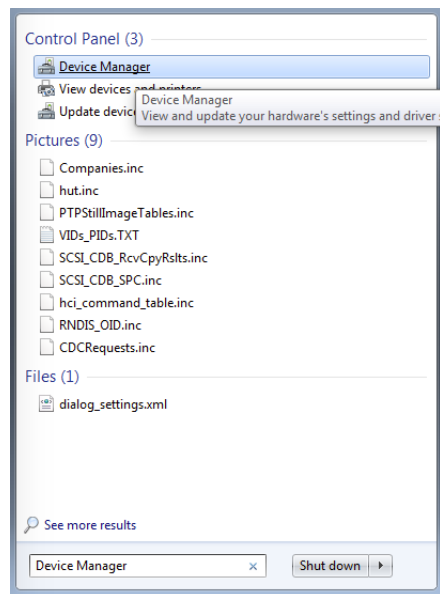 Control Panel (3)
Device Manager
View devices and printers
Update device
Device Manager
View and update your hardware's settings and driver s
Pictures (9)
Companies.inc
hut.inc
PTPStillImageTables.inc
VIDs_PIDs.TXT
SCSI_CDB_RcvCpyRslts.inc
SCSI_CDB_SPC.inc
hci_command_table.inc
RNDIS_OID.inc
CDCRequests.inc
Files (1)
dialog_settings.xml
See more results
Device Manager
Shut down